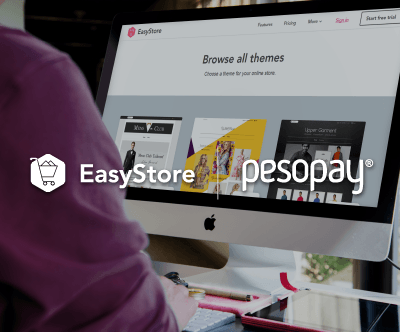 EasyStore
Features Pricing More Sign in Start free trial
Browse all themes
Choose a theme for your online store.
Upper Garment
EasyStore pesopay®